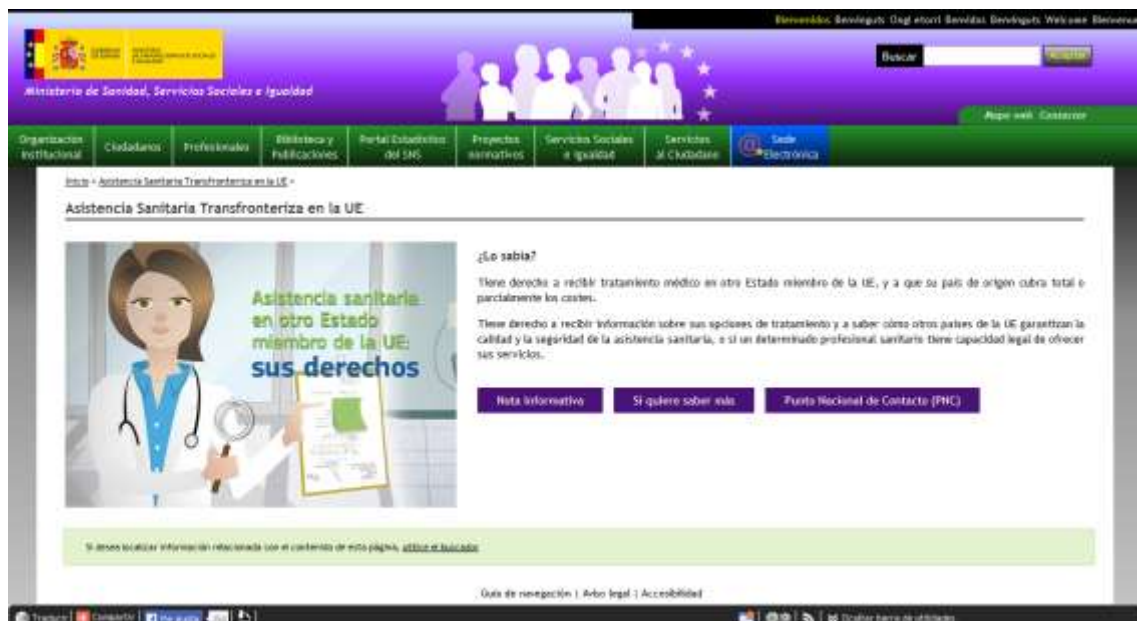 Bienvenidos Benvinguts Ongi etorri Benvidos Benvinguts Welcome Bienvenue
Buscar
Ministerio de Sanidad, Servicios Sociales e Igualdad
Mapa web Contactar
Organización Institucional
Ciudadanos
Profesionales
Biblioteca y Publicaciones
Portal Estadístico del SNS
Proyectos normativos
Servicios Sociales e Igualdad
Servicios al Ciudadano
@ Sede Electrónica
Inicio > Asistencia Sanitaria Transfronteriza en la UE >
Asistencia Sanitaria Transfronteriza en la UE
Asistencia sanitaria
en otro Estado
miembro de la UE:
sus derechos
¿Lo sabía?
Tiene derecho a recibir tratamiento médico en otro Estado miembro de la UE, y a que su país de origen cubra total o
parcialmente los costes.
Tiene derecho a recibir información sobre sus opciones de tratamiento y a saber cómo otros países de la UE garantizan la
calidad y la seguridad de la asistencia sanitaria, o si un determinado profesional sanitario tiene capacidad legal de ofrecer
sus servicios.
Nota informativa
Si quiere saber más
Punto Nacional de Contacto (PNC)
Si desea localizar información relacionada con el contenido de esta página, utilice el buscador
Guía de navegación | Aviso legal | Accesibilidad
Compartir
Ocultar barra de utilidades